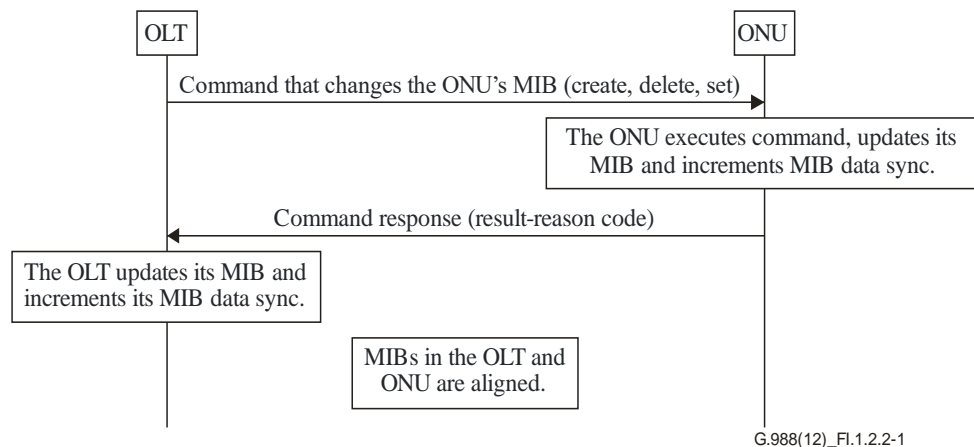 OLT
ONU
Command that changes the ONU's MIB (create, delete, set)
The ONU executes command, updates its
MIB and increments MIB data sync.
Command response (result-reason code)
The OLT updates its MIB and
increments its MIB data sync.
MIBs in the OLT and
ONU are aligned.
G.988(12)_FI.1.2.2-1